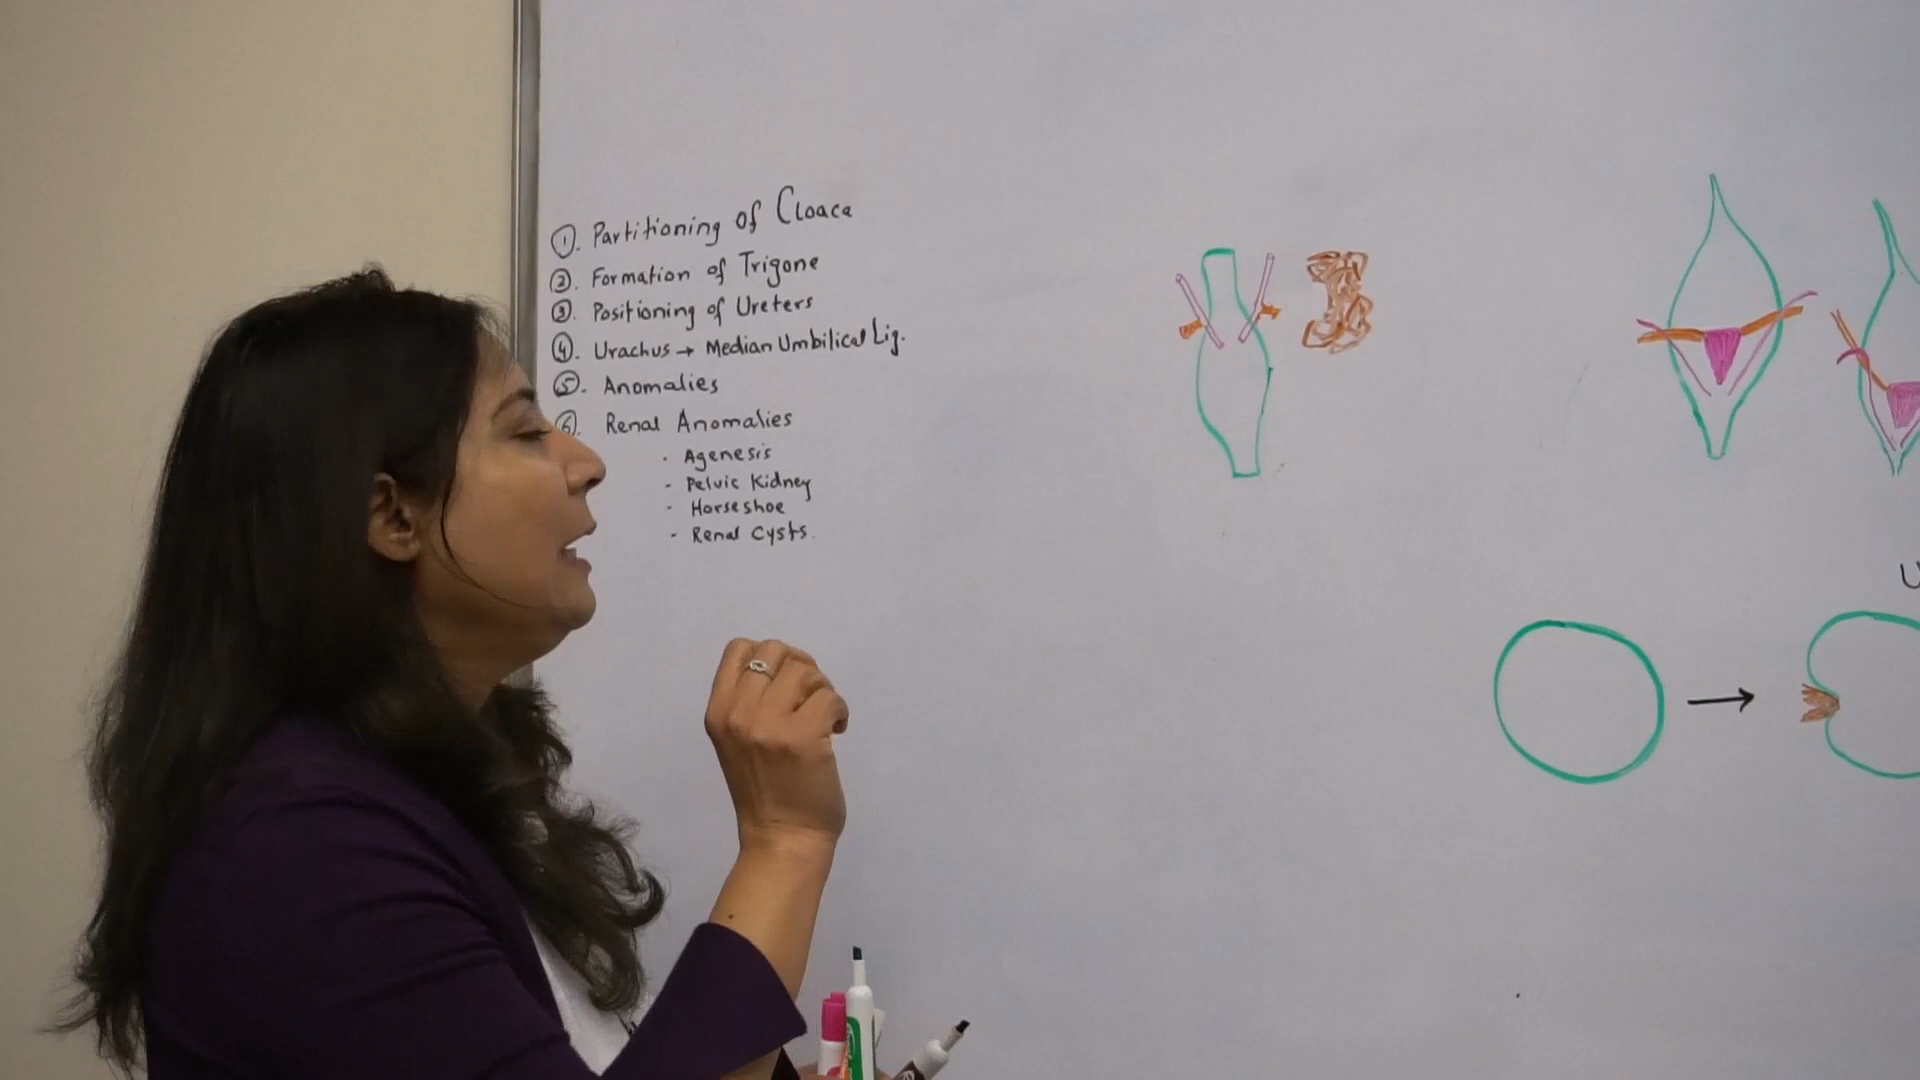 ①. Partitioning of Cloaca
②. Formation of Trigone
③. Positioning of Ureters
④. Urachus → Median Umbilical Lig.
⑤. Anomalies
⑥. Renal Anomalies
· Agenesis
- Pelvic Kidney
- Horseshoe
- Renal Cysts.
U